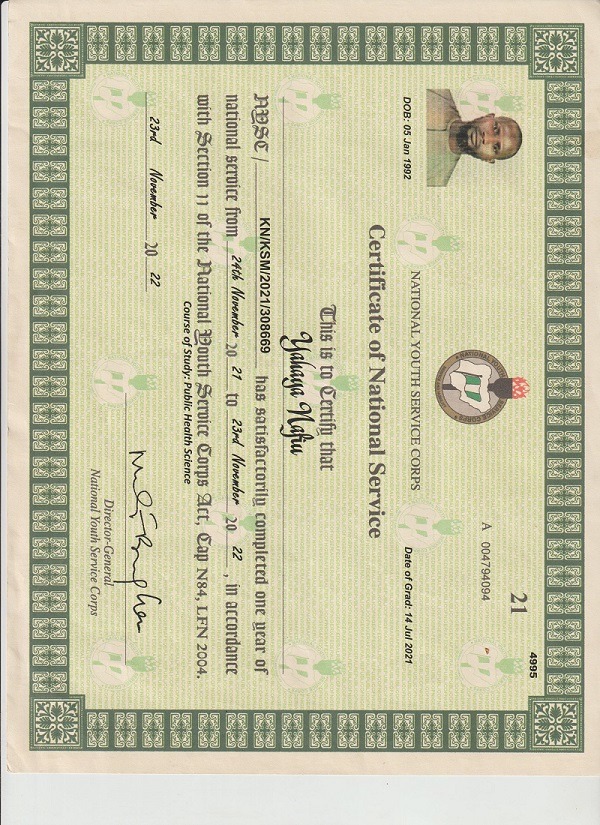 4995
21
A 004794094
NATIONAL YOUTH SERVICE CORPS
DOB: 05 Jan 1992
Date of Grad: 14 Jul 2021
Certificate of National Service
This is to Certify that
Yahaya Nafiu
NYSC/ KN/KSM/2021/308669 has satisfactorily completed one year of
national service from 24th November 20 21 to 23rd November 20 22, in accordance
with Section 11 of the National Youth Service Corps Act, Cap N84, LFN 2004.
Course of Study: Public Health Science
23rd November 20 22
Director-General
National Youth Service Corps